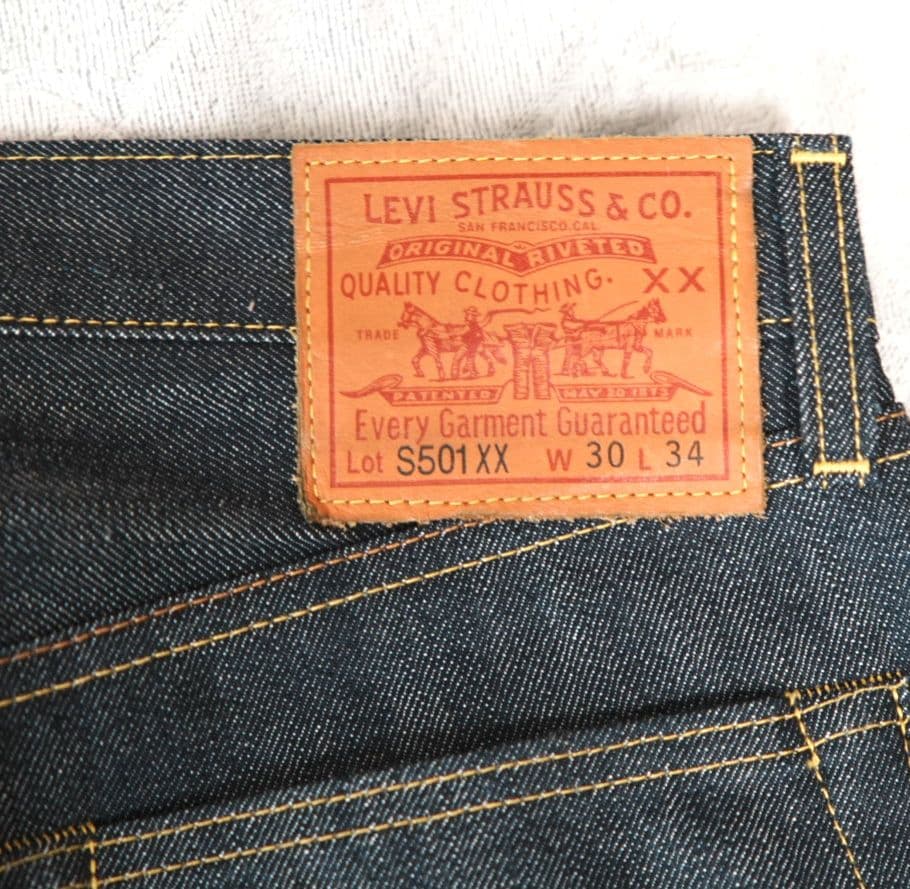 LEVI STRAUSS & CO.
SAN FRANCISCO, CAL
ORIGINAL RIVETED
QUALITY CLOTHING. XX
TRADE MARK
PATENTED MAY 20 1873
Every Garment Guaranteed
Lot S501XX W 30 L 34